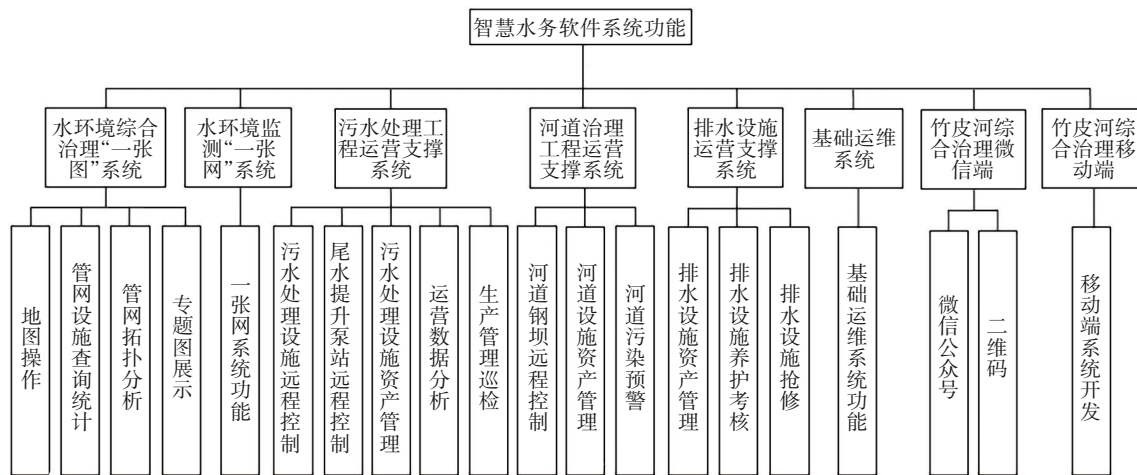 智慧水务软件系统功能
水环境综合
治理“一张
图”系统
水环境监
测“一张
网”系统
污水处理工
程运营支撑
系统
河道治理
工程运营
支撑系统
排水设施
运营支撑
系统
基础运维
系统
竹皮河综
合治理微
信端
竹皮河综
合治理移
动端
地图操作
管网设施查询统计
管网拓扑分析
专题图展示
一张网系统功能
污水处理设施远程控制
尾水提升泵站远程控制
污水处理设施资产管理
运营数据分析
生产管理巡检
河道钢坝远程控制
河道设施资产管理
河道污染预警
排水设施资产管理
排水设施养护考核
排水设施抢修
基础运维系统功能
微信公众号
二维码
移动端系统开发